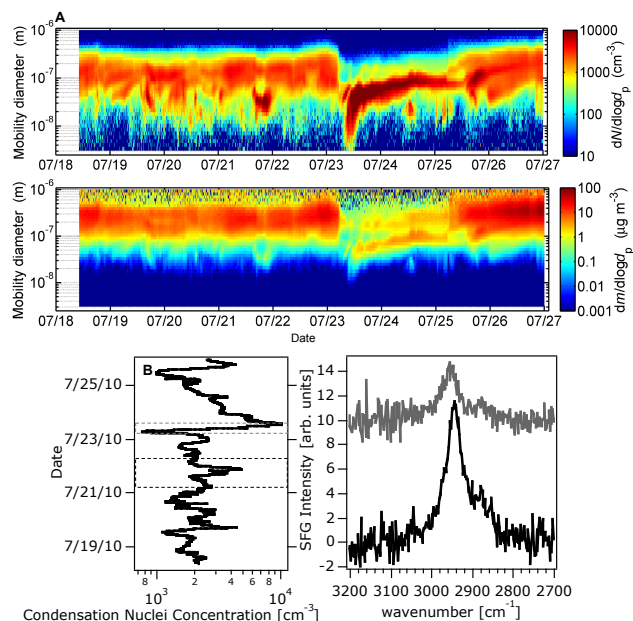 A
Mobility diameter (m)
10-6
10-7
10-8
07/18 07/19 07/20 07/21 07/22 07/23 07/24 07/25 07/26 07/27
10000
1000
100
10
dN/dlogdp (cm-3)
Mobility diameter (m)
10-6
10-7
10-8
07/18 07/19 07/20 07/21 07/22 07/23 07/24 07/25 07/26 07/27
Date
100
10
1
0.1
0.01
0.001
dm/dlogdp (µg m-3)
B
Date
7/25/10
7/23/10
7/21/10
7/19/10
8 2 4 6 8
103 104
Condensation Nuclei Concentration [cm-3]
SFG Intensity [arb. units]
14
12
10
8
6
4
2
0
-2
3200 3100 3000 2900 2800 2700
wavenumber [cm-1]